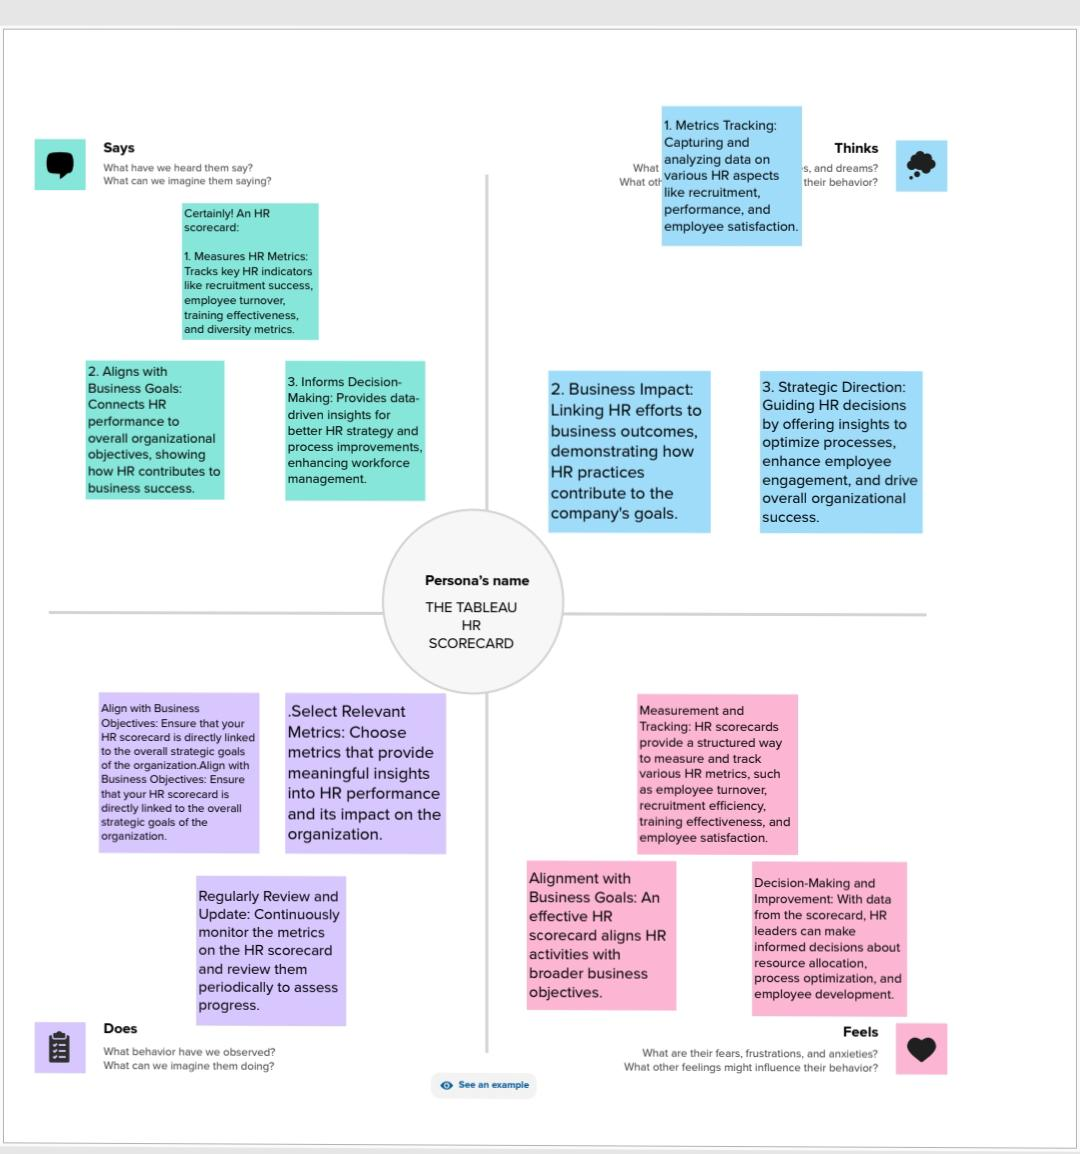 Says
What have we heard them say?
What can we imagine them saying?
Certainly! An HR
scorecard:
1. Measures HR Metrics:
Tracks key HR indicators
like recruitment success,
employee turnover,
training effectiveness,
and diversity metrics.
2. Aligns with
Business Goals:
Connects HR
performance to
overall organizational
objectives, showing
how HR contributes to
business success.
3. Informs Decision-
Making: Provides data-
driven insights for
better HR strategy and
process improvements,
enhancing workforce
management.
Thinks
What
s, and dreams?
What oth
their behavior?
1. Metrics Tracking:
Capturing and
analyzing data on
various HR aspects
like recruitment,
performance, and
employee satisfaction.
2. Business Impact:
Linking HR efforts to
business outcomes,
demonstrating how
HR practices
contribute to the
company's goals.
3. Strategic Direction:
Guiding HR decisions
by offering insights to
optimize processes,
enhance employee
engagement, and drive
overall organizational
success.
Persona's name
THE TABLEAU
HR
SCORECARD
Align with Business
Objectives: Ensure that your
HR scorecard is directly linked
to the overall strategic goals
of the organization.Align with
Business Objectives: Ensure
that your HR scorecard is
directly linked to the overall
strategic goals of the
organization.
.Select Relevant
Metrics: Choose
metrics that provide
meaningful insights
into HR performance
and its impact on the
organization.
Regularly Review and
Update: Continuously
monitor the metrics
on the HR scorecard
and review them
periodically to assess
progress.
Does
What behavior have we observed?
What can we imagine them doing?
Measurement and
Tracking: HR scorecards
provide a structured way
to measure and track
various HR metrics, such
as employee turnover,
recruitment efficiency,
training effectiveness, and
employee satisfaction.
Alignment with
Business Goals: An
effective HR
scorecard aligns HR
activities with
broader business
objectives.
Decision-Making and
Improvement: With data
from the scorecard, HR
leaders can make
informed decisions about
resource allocation,
process optimization, and
employee development.
Feels
What are their fears, frustrations, and anxieties?
What other feelings might influence their behavior?
See an example